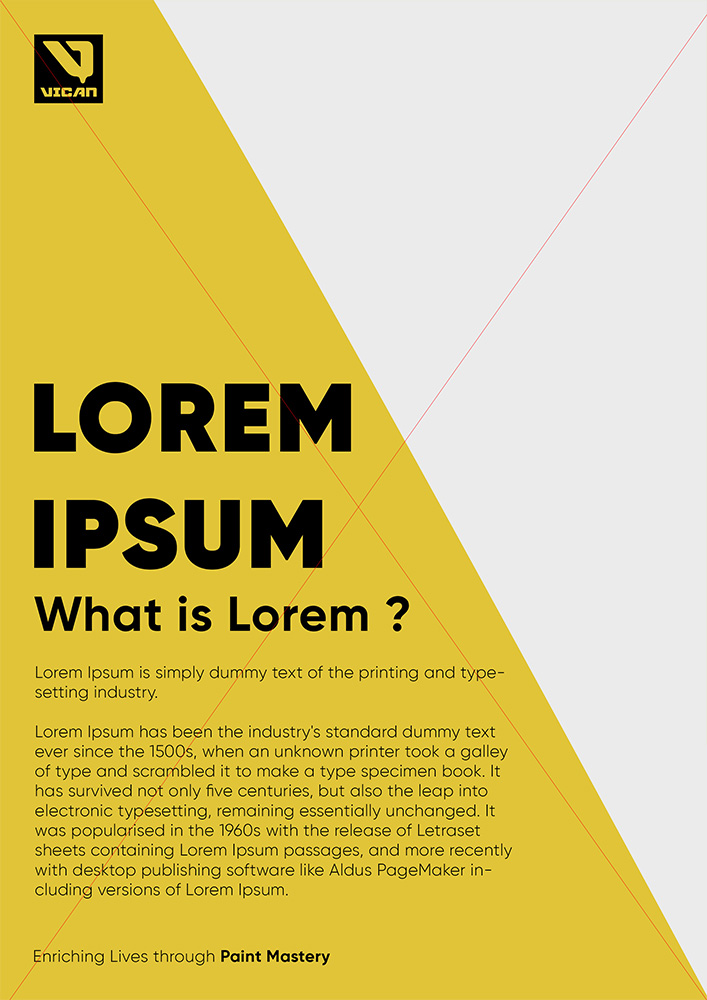 VICAN
LOREM
IPSUM
What is Lorem ?
Lorem Ipsum is simply dummy text of the printing and type-
setting industry.
Lorem Ipsum has been the industry's standard dummy text
ever since the 1500s, when an unknown printer took a galley
of type and scrambled it to make a type specimen book. It
has survived not only five centuries, but also the leap into
electronic typesetting, remaining essentially unchanged. It
was popularised in the 1960s with the release of Letraset
sheets containing Lorem Ipsum passages, and more recently
with desktop publishing software like Aldus PageMaker in-
cluding versions of Lorem Ipsum.
Enriching Lives through Paint Mastery